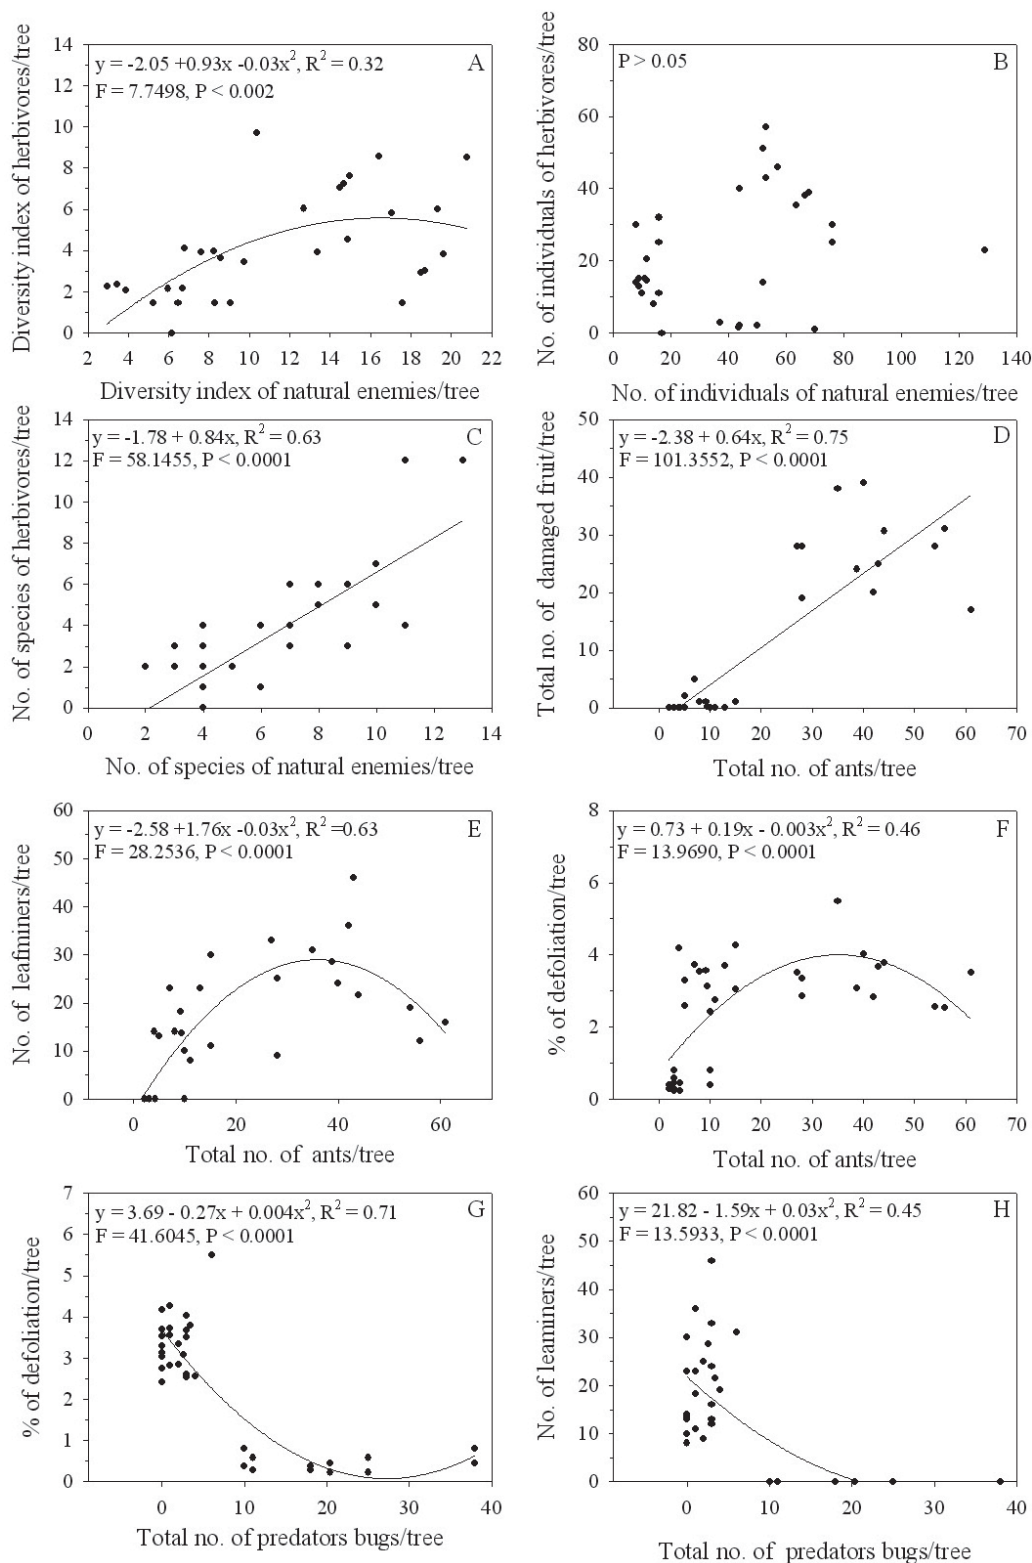 y = -2.05 +0.93x -0.03x², R² = 0.32
F = 7.7498, P < 0.002
A
Diversity index of herbivores/tree
14
12
10
8
6
4
2
0
2 4 6 8 10 12 14 16 18 20 22
Diversity index of natural enemies/tree
P > 0.05
B
No. of individuals of herbivores/tree
80
60
40
20
0
0 20 40 60 80 100 120 140
No. of individuals of natural enemies/tree
y = -1.78 + 0.84x, R² = 0.63
F = 58.1455, P < 0.0001
C
No. of species of herbivores/tree
14
12
10
8
6
4
2
0
0 2 4 6 8 10 12 14
No. of species of natural enemies/tree
y = -2.38 + 0.64x, R² = 0.75
F = 101.3552, P < 0.0001
D
Total no. of damaged fruit/tree
50
40
30
20
10
0
0 10 20 30 40 50 60 70
Total no. of ants/tree
y = -2.58 +1.76x -0.03x², R² =0.63
F = 28.2536, P < 0.0001
E
No. of leafminers/tree
60
50
40
30
20
10
0
0 20 40 60
Total no. of ants/tree
y = 0.73 + 0.19x - 0.003x², R² = 0.46
F = 13.9690, P < 0.0001
F
% of defoliation/tree
8
6
4
2
0
0 10 20 30 40 50 60 70
Total no. of ants/tree
y = 3.69 - 0.27x + 0.004x², R² = 0.71
F = 41.6045, P < 0.0001
G
% of defoliation/tree
7
6
5
4
3
2
1
0
0 10 20 30 40
Total no. of predators bugs/tree
y = 21.82 - 1.59x + 0.03x², R² = 0.45
F = 13.5933, P < 0.0001
H
No. of leaminers/tree
60
50
40
30
20
10
0
0 10 20 30 40
Total no. of predators bugs/tree